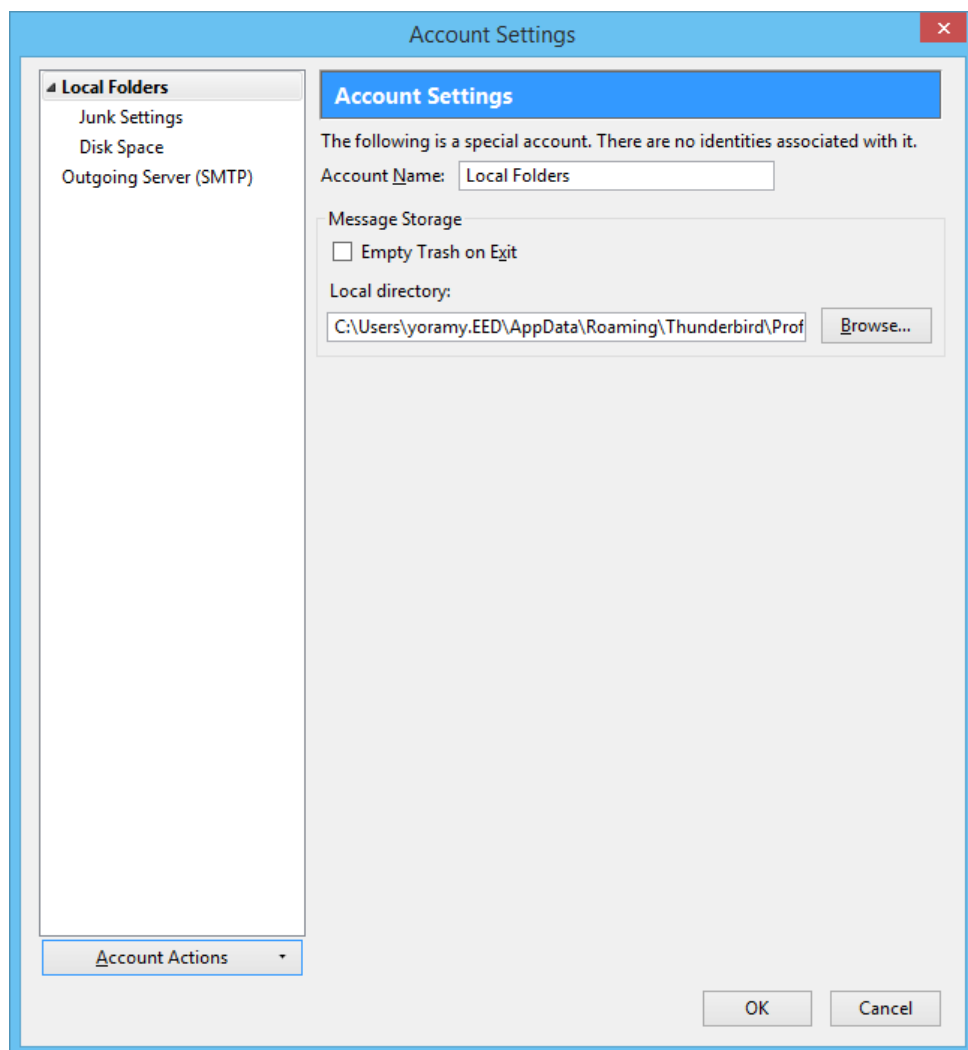 Account Settings
Local Folders
Junk Settings
Disk Space
Outgoing Server (SMTP)
Account Actions
Account Settings
The following is a special account. There are no identities associated with it.
Account Name: Local Folders
Message Storage
Empty Trash on Exit
Local directory:
C:\Users\yoramy.EED\AppData\Roaming\Thunderbird\Prof Browse...
OK Cancel